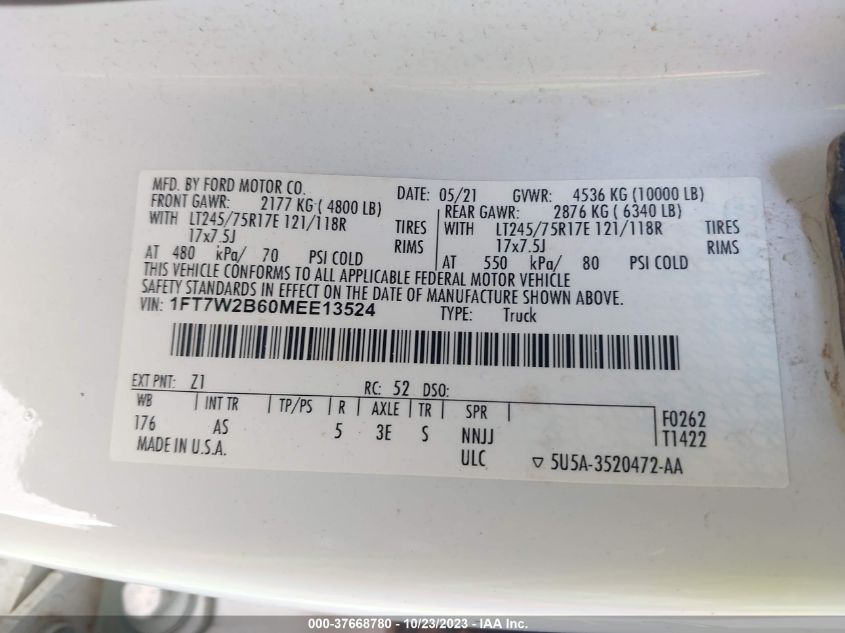 MFD. BY FORD MOTOR CO. DATE: 05/21 GVWR: 4536 KG (10000 LB)
FRONT GAWR: 2177 KG ( 4800 LB) REAR GAWR: 2876 KG ( 6340 LB)
WITH LT245/75R17E 121/118R TIRES WITH LT245/75R17E 121/118R TIRES
17x7.5J RIMS 17x7.5J RIMS
AT 480 kPa/ 70 PSI COLD AT 550 kPa/ 80 PSI COLD
THIS VEHICLE CONFORMS TO ALL APPLICABLE FEDERAL MOTOR VEHICLE
SAFETY STANDARDS IN EFFECT ON THE DATE OF MANUFACTURE SHOWN ABOVE.
VIN: 1FT7W2B60MEE13524 TYPE: Truck
EXT PNT: Z1 RC: 52 DSO:
WB INT TR TP/PS R AXLE TR SPR F0262
176 AS 5 3E S NNJJ T1422
MADE IN U.S.A. ULC 5U5A-3520472-AA
000-37668780 - 10/23/2023 - IAA Inc.